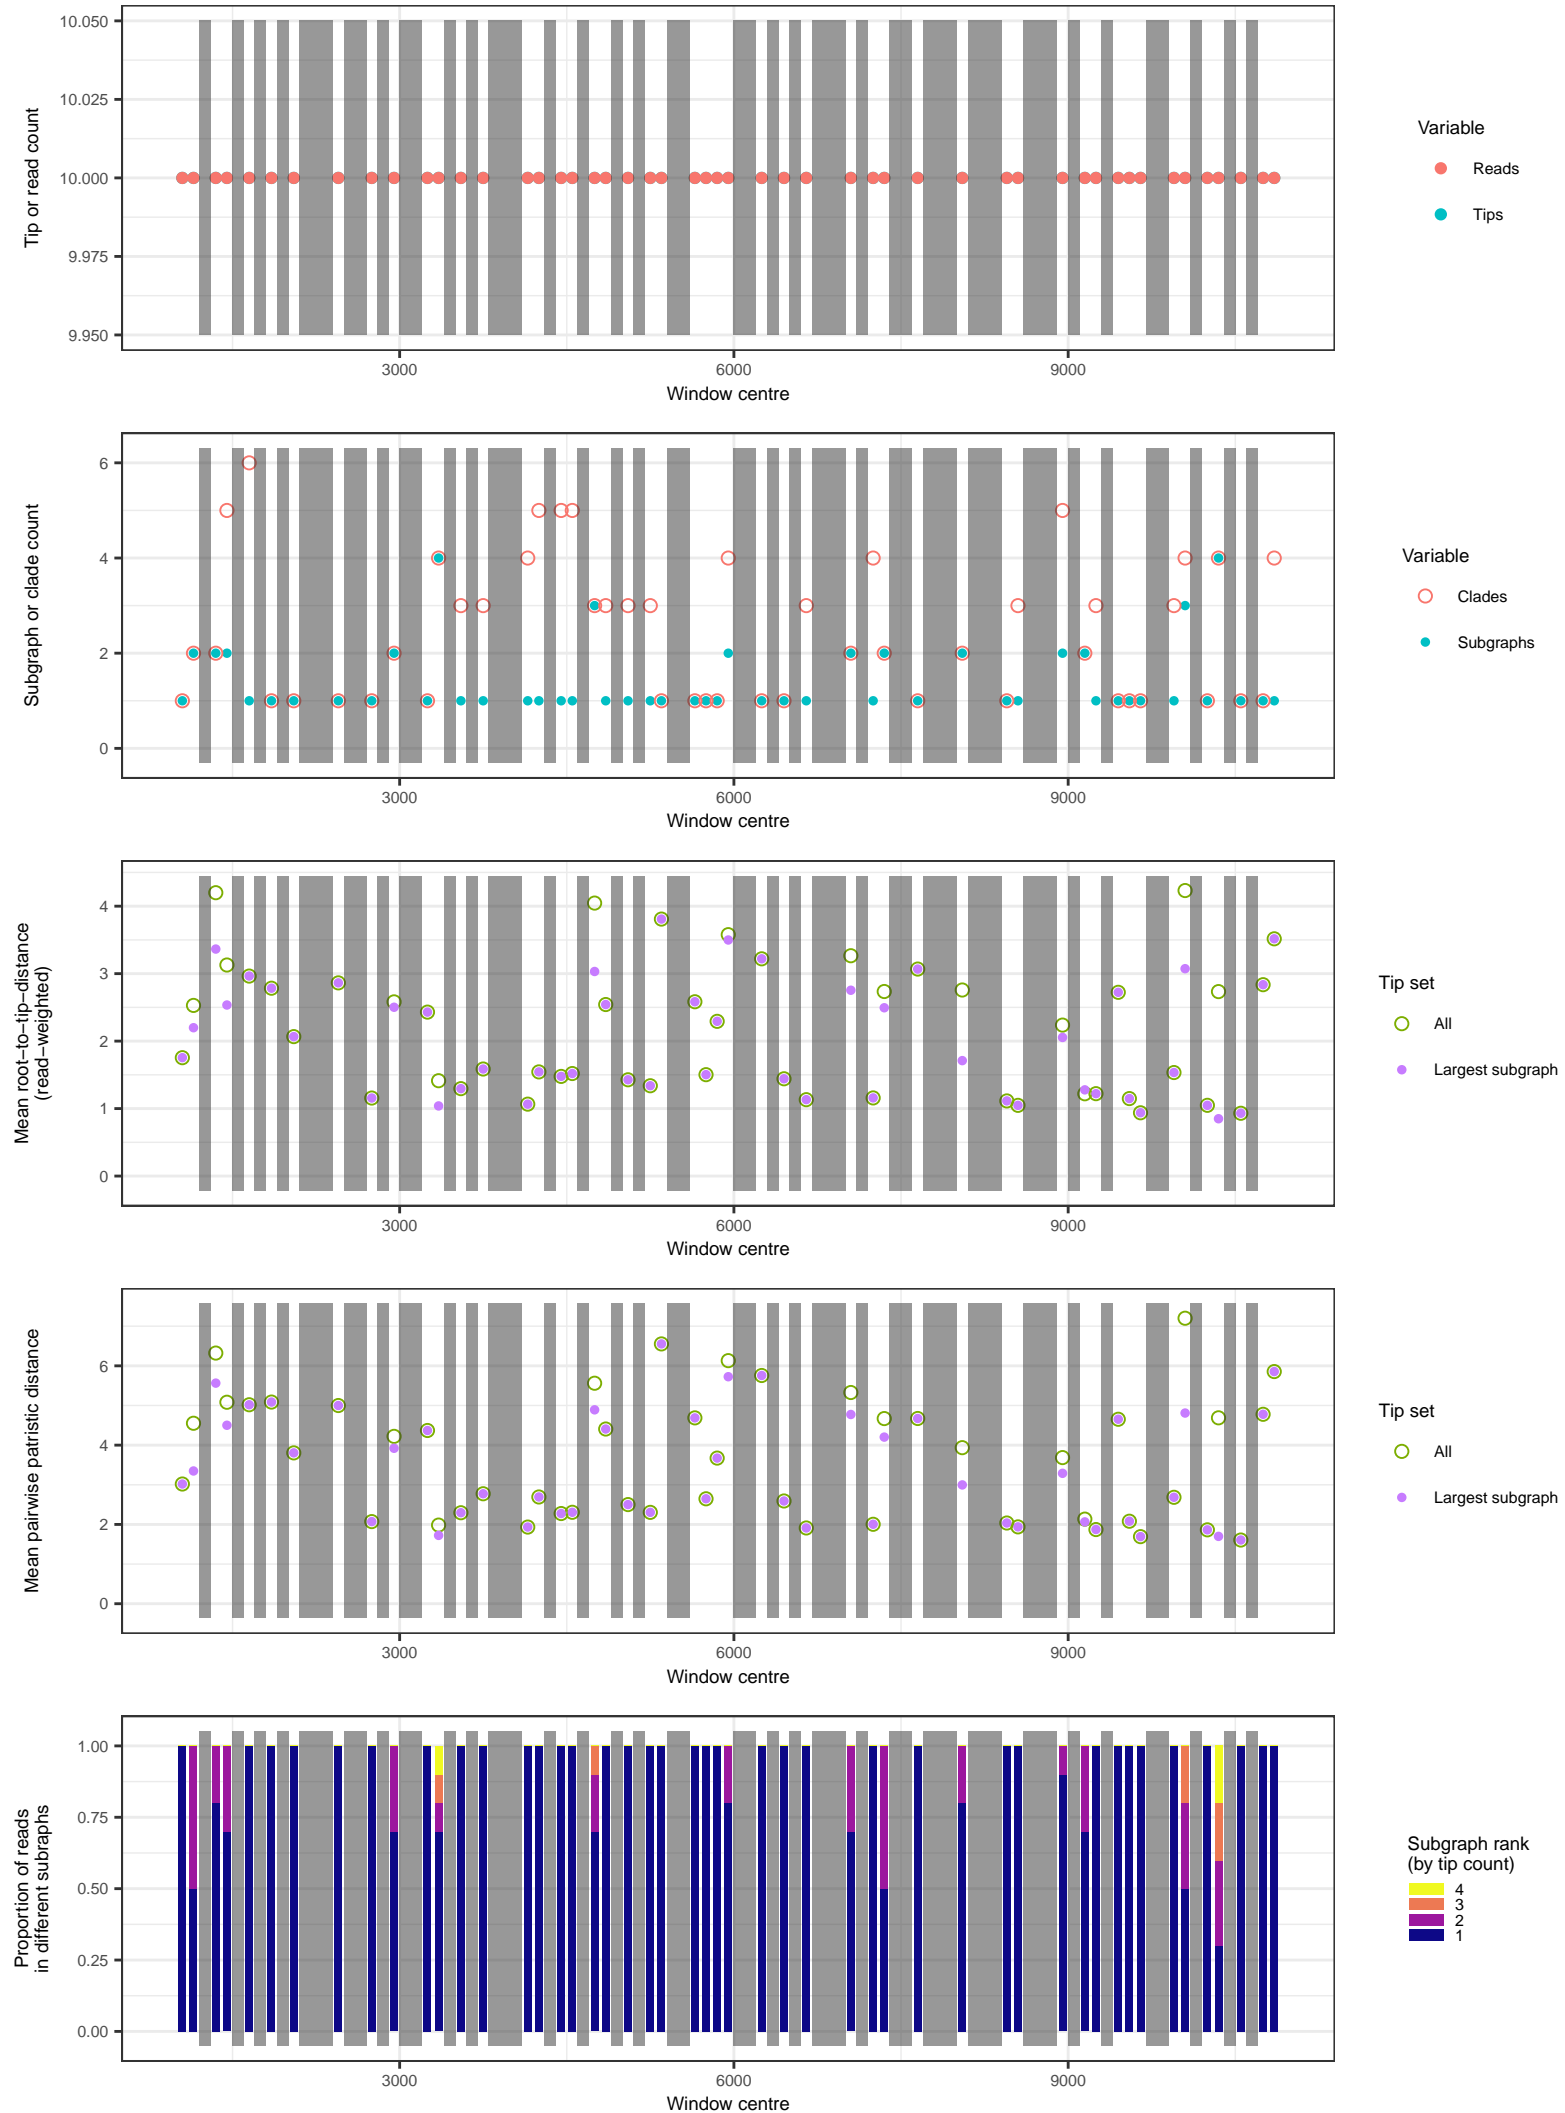 10.050
10.025
10.000
9.975
9.950
Tip or read count
3000
6000
9000
Window centre
Variable
Reads
Tips
6
4
2
0
Subgraph or clade count
3000
6000
9000
Window centre
Variable
Clades
Subgraphs
4
3
2
1
0
Mean root−to−tip−distance
(read−weighted)
3000
6000
9000
Window centre
Tip set
All
Largest subgraph
6
4
2
0
Mean pairwise patristic distance
3000
6000
9000
Window centre
Tip set
All
Largest subgraph
1.00
0.75
0.50
0.25
0.00
Proportion of reads
in different subraphs
3000
6000
9000
Window centre
Subgraph rank
(by tip count)
4
3
2
1